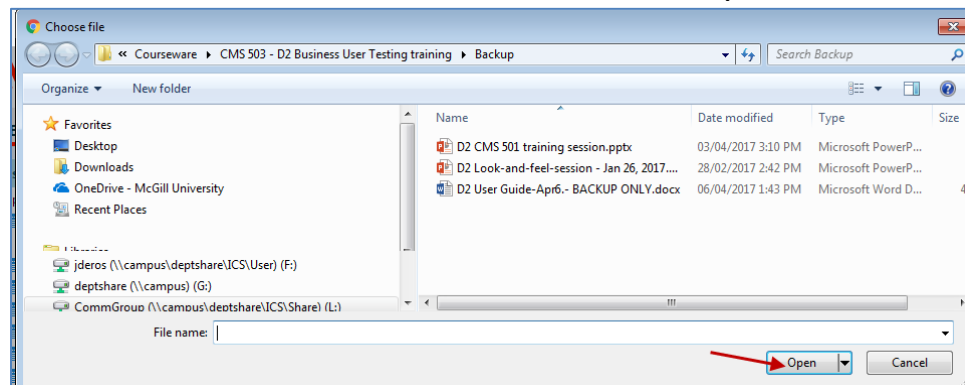 Choose file
« Courseware ▸ CMS 503 - D2 Business User Testing training ▸ Backup
Search Backup
Organize ▾ New folder
Favorites
Desktop
Downloads
OneDrive - McGill University
Recent Places
Libraries
jderos (\\campus\deptshare\ICS\User) (F:)
deptshare (\\campus) (G:)
CommGroup (\\campus\deptshare\ICS\Share) (L:)
Name Date modified Type Size
D2 CMS 501 training session.pptx 03/04/2017 3:10 PM Microsoft PowerP...
D2 Look-and-feel-session - Jan 26, 2017.... 28/02/2017 2:42 PM Microsoft PowerP...
D2 User Guide-Apr6.- BACKUP ONLY.docx 06/04/2017 1:43 PM Microsoft Word D... 4
File name:
Open Cancel